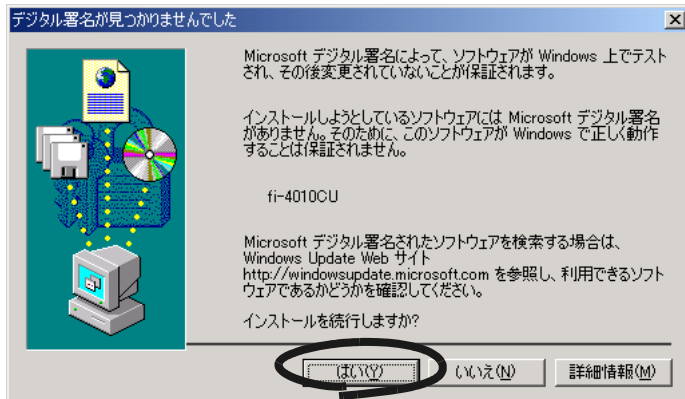 デジタル署名が見つかりませんでした
Microsoft デジタル署名によって、ソフトウェアが Windows 上でテスト
され、その後変更されていないことが保証されます。
インストールしようとしているソフトウェアには Microsoft デジタル署名
がありません。そのために、このソフトウェアが Windows で正しく動作
することは保証されません。
fi-4010CU
Microsoft デジタル署名されたソフトウェアを検索する場合は、
Windows Update Web サイト
http://windowsupdate.microsoft.com を参照し、利用できるソフト
ウェアであるかどうかを確認してください。
インストールを続行しますか?
はい(Y) いいえ(N) 詳細情報(M)